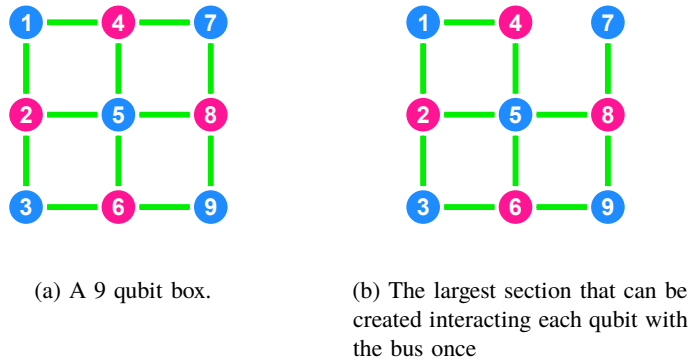 1 4 7
2 5 8
3 6 9
1 4 7
2 5 8
3 6 9
(a) A 9 qubit box.
(b) The largest section that can be
created interacting each qubit with
the bus once